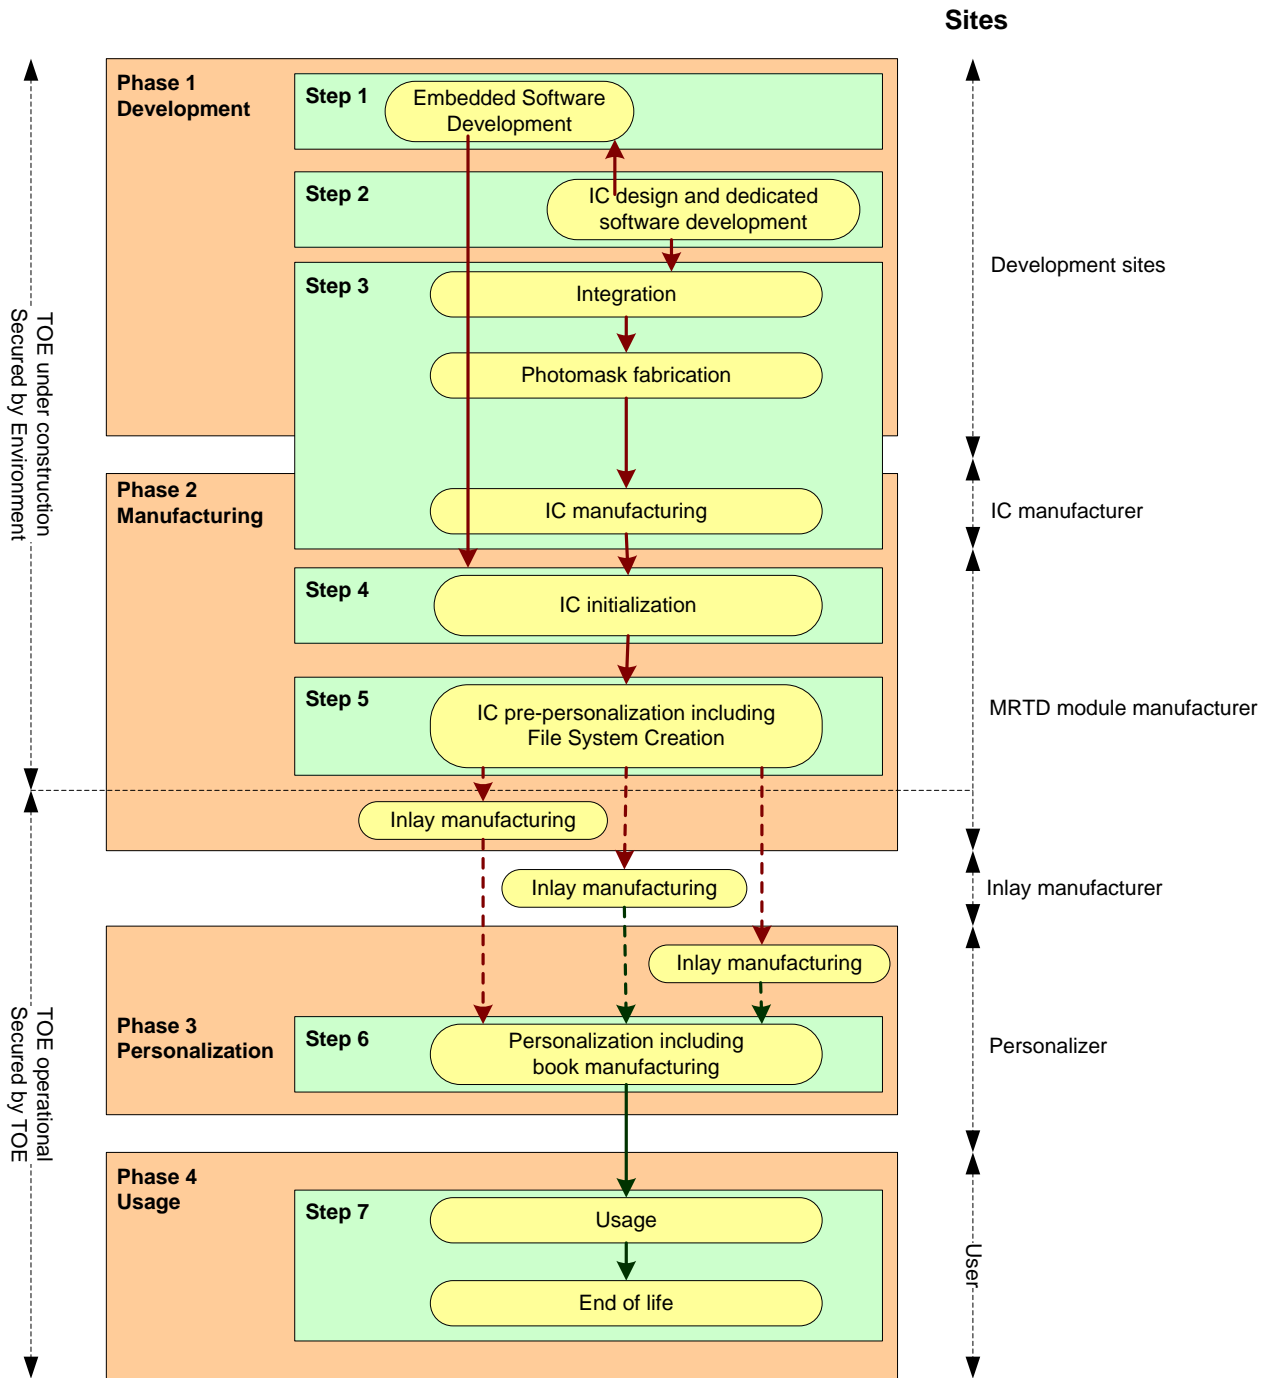 Sites
Phase 1
Development
Step 1
Embedded Software
Development
Step 2
IC design and dedicated
software development
Step 3
Integration
Photomask fabrication
Development sites
TOE under construction
Secured by Environment
Phase 2
Manufacturing
IC manufacturing
IC manufacturer
Step 4
IC initialization
Step 5
IC pre-personalization including
File System Creation
MRTD module manufacturer
Inlay manufacturing
Inlay manufacturing
Inlay manufacturer
Inlay manufacturing
Phase 3
Personalization
Step 6
Personalization including
book manufacturing
Personalizer
TOE operational
Secured by TOE
Phase 4
Usage
Step 7
Usage
End of life
User